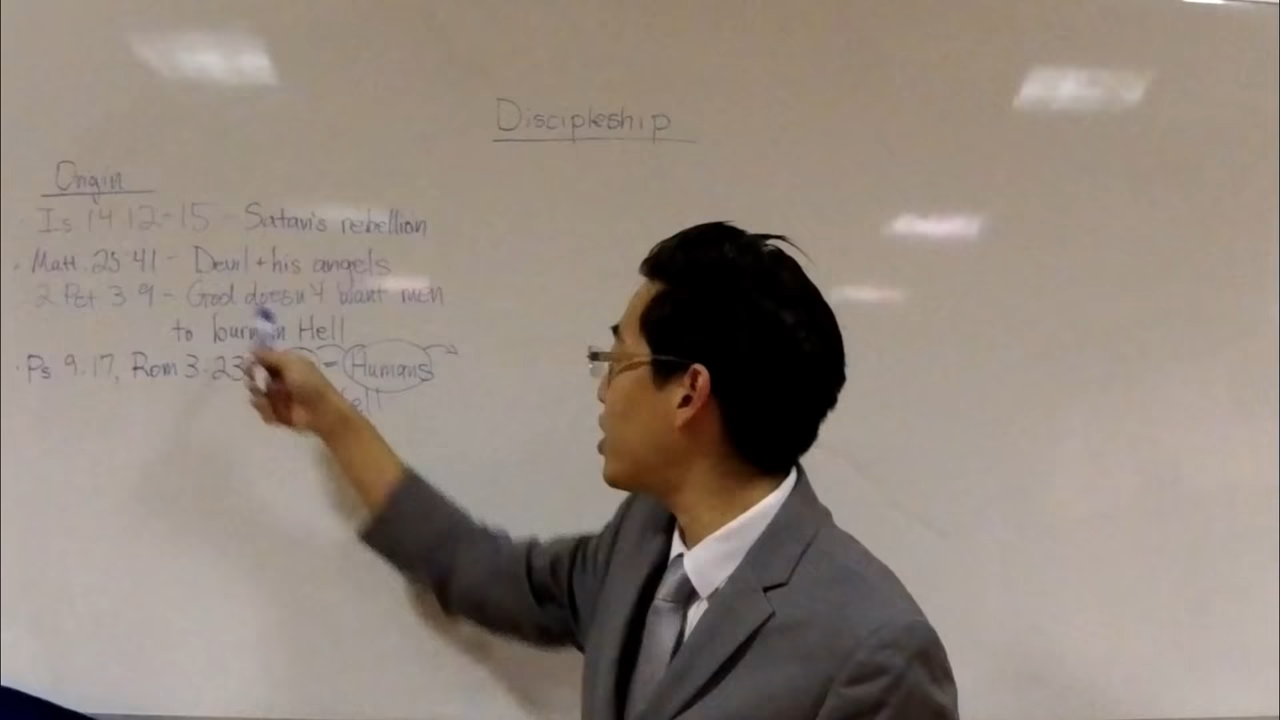 Discipleship
Origin
Is 14 12-15 - Satan's rebellion
· Matt. 25 41 - Devil + his angels
2 Pet 3 9 - God doesn't want men
to burn in Hell
· Ps 9.17, Rom 3 23 - Humans
Hell